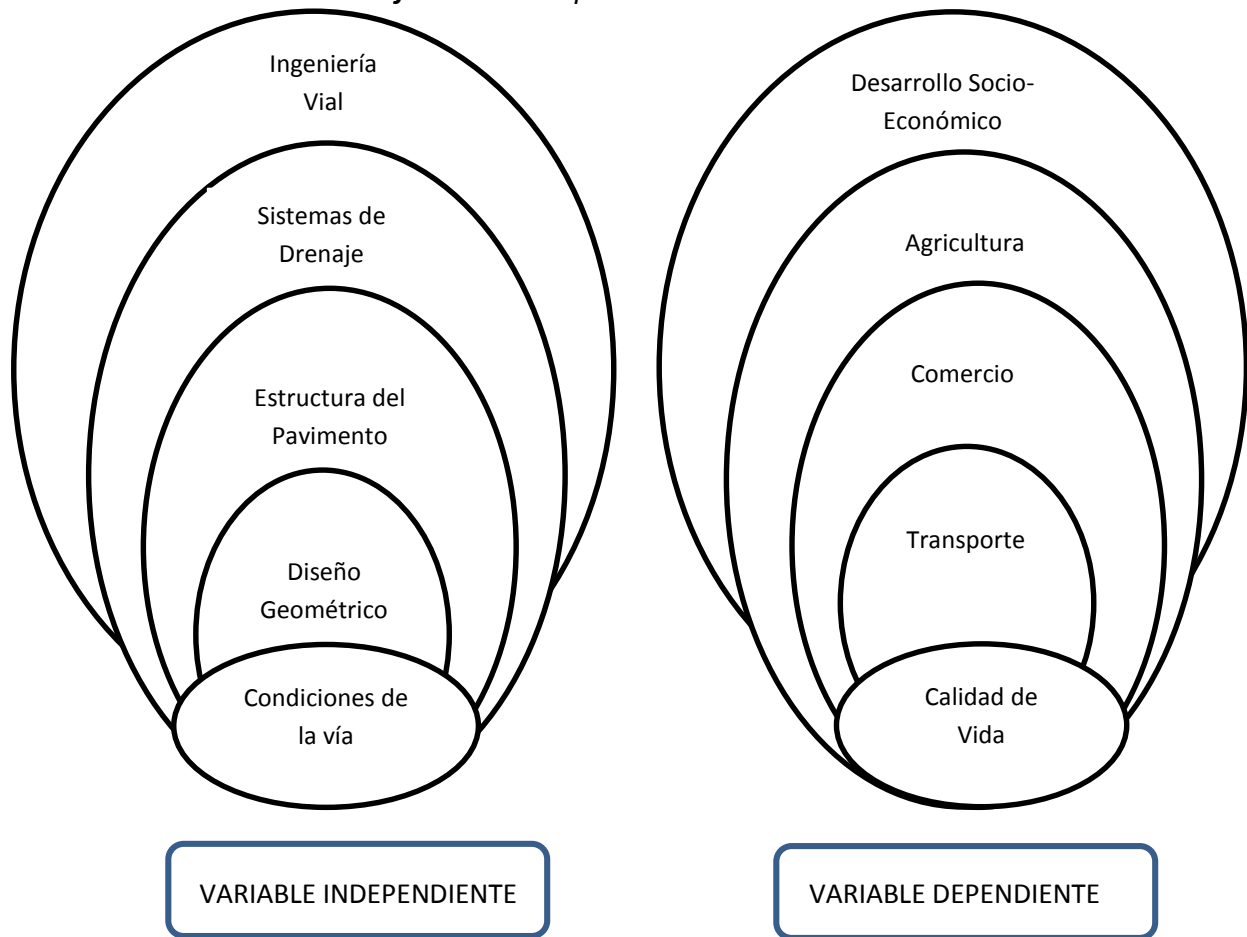 Ingeniería
Vial
Sistemas de
Drenaje
Estructura del
Pavimento
Diseño
Geométrico
Condiciones de
la vía
VARIABLE INDEPENDIENTE
Desarrollo Socio-
Económico
Agricultura
Comercio
Transporte
Calidad de
Vida
VARIABLE DEPENDIENTE